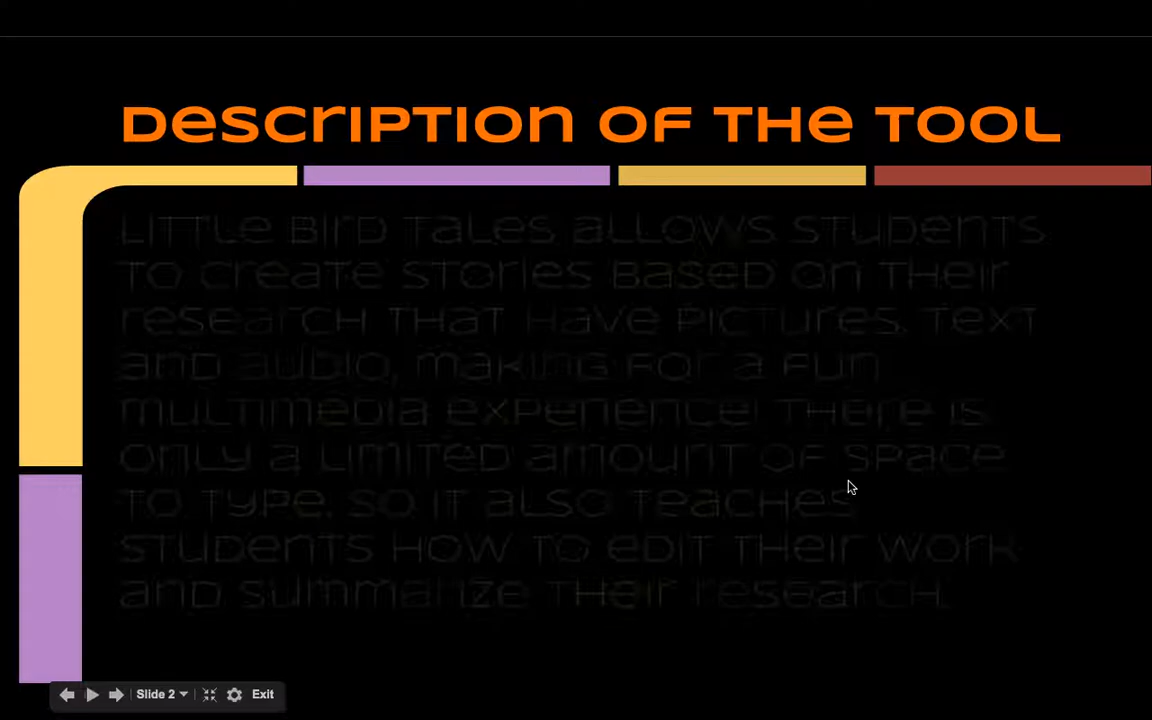 Description of the Tool
Little Bird Tales allows students
to create stories based on their
research that have pictures, text
and audio, making for a fun
multimedia experience! There is
only a limited amount of space
to type, so it also teaches
students how to edit their work
and summarize their research.
Slide 2
Exit